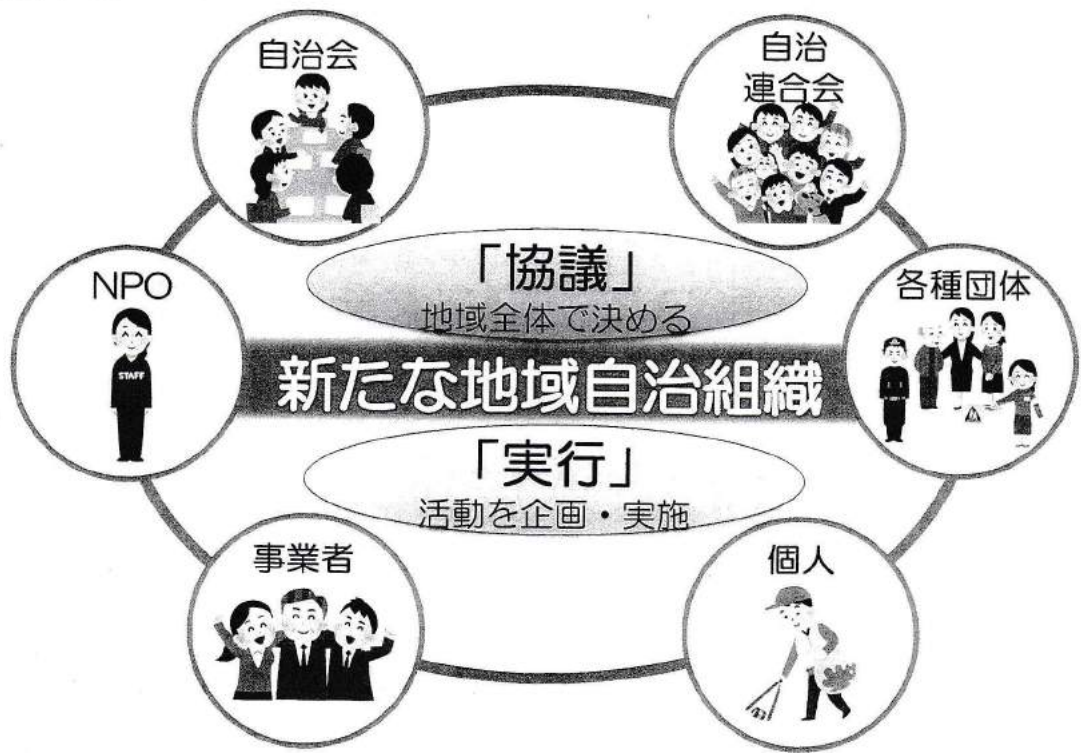 自治会
自治
連合会
NPO
STAFF
各種団体
「協議」
地域全体で決める
新たな地域自治組織
「実行」
活動を企画・実施
事業者
個人